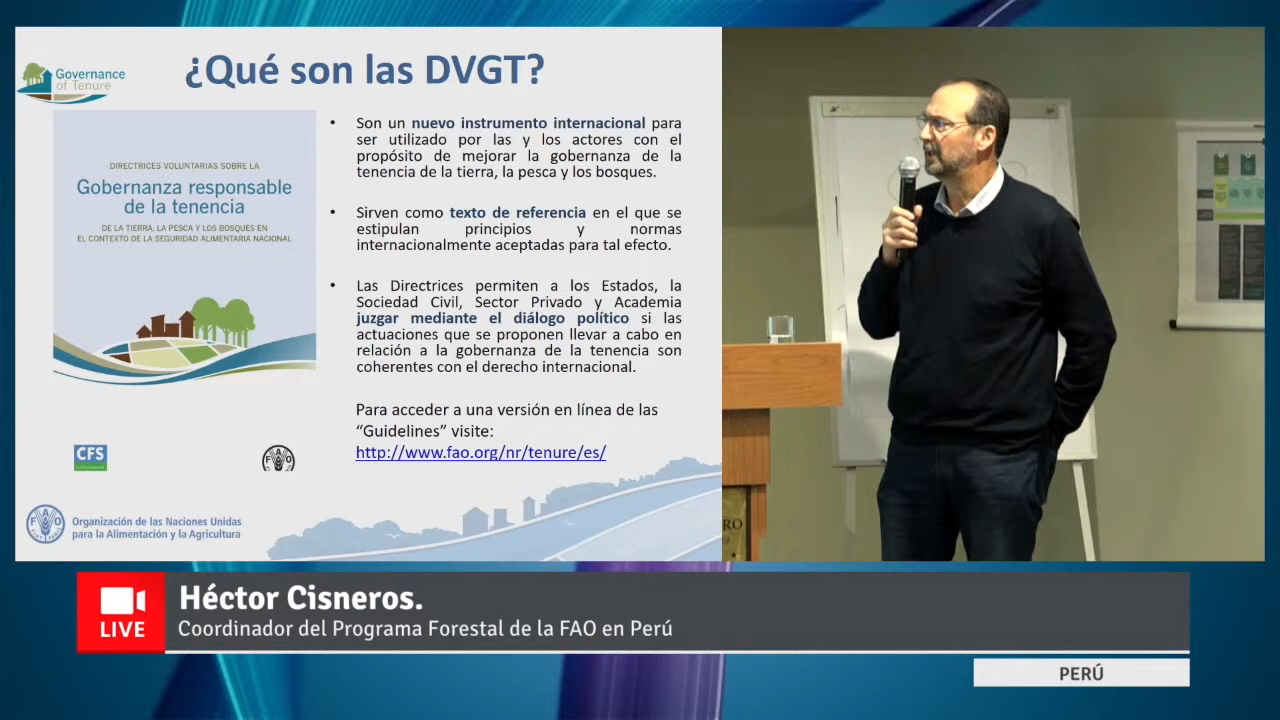 Governance
of Tenure
¿Qué son las DVGT?
DIRECTRICES VOLUNTARIAS SOBRE LA
Gobernanza responsable
de la tenencia
DE LA TIERRA, LA PESCA Y LOS BOSQUES EN
EL CONTEXTO DE LA SEGURIDAD ALIMENTARIA NACIONAL
CFS
FAO
• Son un nuevo instrumento internacional para
ser utilizado por las y los actores con el
propósito de mejorar la gobernanza de la
tenencia de la tierra, la pesca y los bosques.
• Sirven como texto de referencia en el que se
estipulan principios y normas
internacionalmente aceptadas para tal efecto.
• Las Directrices permiten a los Estados, la
Sociedad Civil, Sector Privado y Academia
juzgar mediante el diálogo político si las
actuaciones que se proponen llevar a cabo en
relación a la gobernanza de la tenencia son
coherentes con el derecho internacional.
Para acceder a una versión en línea de las
“Guidelines” visite:
http://www.fao.org/nr/tenure/es/
FAO
Organización de las Naciones Unidas
para la Alimentación y la Agricultura
RO
LIVE
Héctor Cisneros.
Coordinador del Programa Forestal de la FAO en Perú
PERÚ